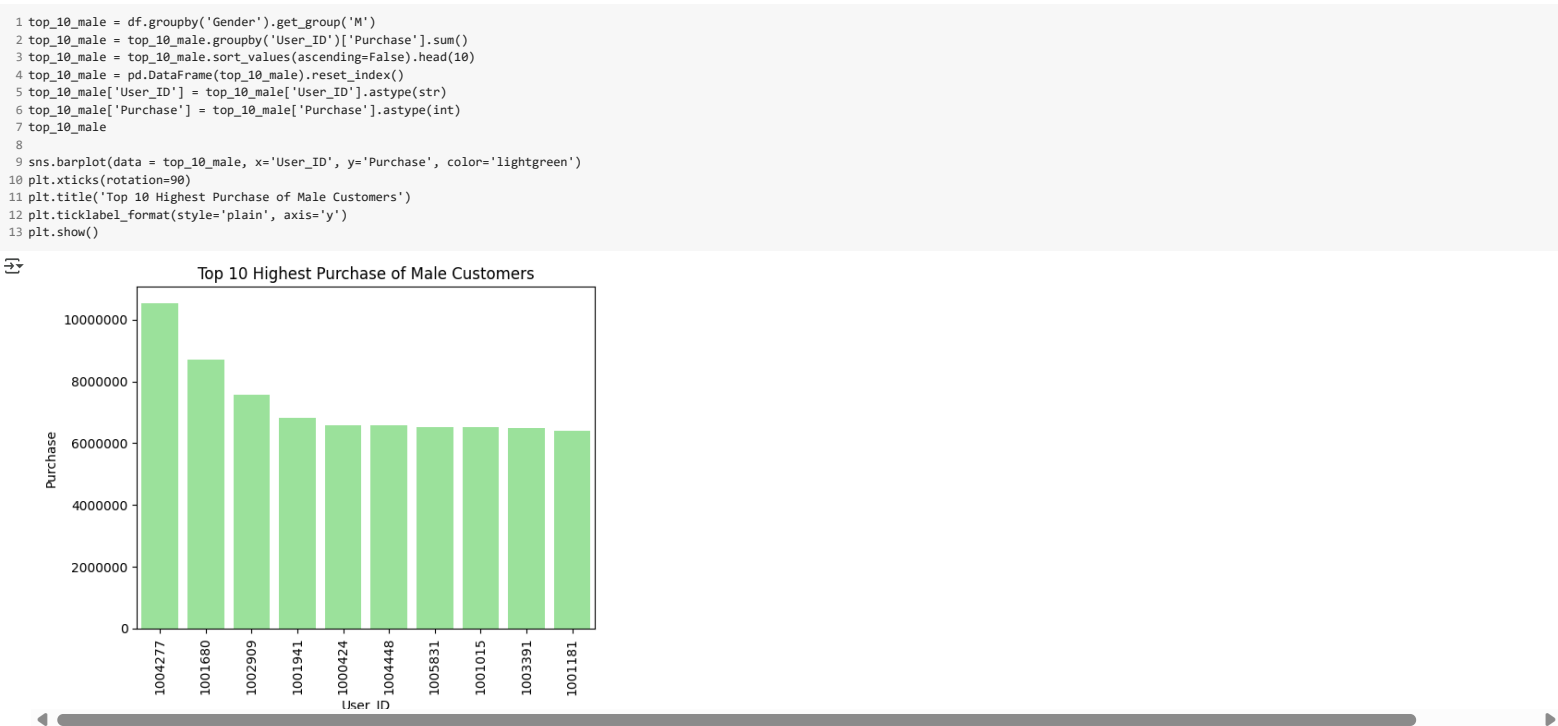 1 top_10_male = df.groupby('Gender').get_group('M')
2 top_10_male = top_10_male.groupby('User_ID')['Purchase'].sum()
3 top_10_male = top_10_male.sort_values(ascending=False).head(10)
4 top_10_male = pd.DataFrame(top_10_male).reset_index()
5 top_10_male['User_ID'] = top_10_male['User_ID'].astype(str)
6 top_10_male['Purchase'] = top_10_male['Purchase'].astype(int)
7 top_10_male
8
9 sns.barplot(data = top_10_male, x='User_ID', y='Purchase', color='lightgreen')
10 plt.xticks(rotation=90)
11 plt.title('Top 10 Highest Purchase of Male Customers')
12 plt.ticklabel_format(style='plain', axis='y')
13 plt.show()
Top 10 Highest Purchase of Male Customers
10000000
8000000
6000000
4000000
2000000
0
Purchase
1004277
1001680
1002909
1001941
1000424
1004448
1005831
1001015
1003391
1001181
User_ID